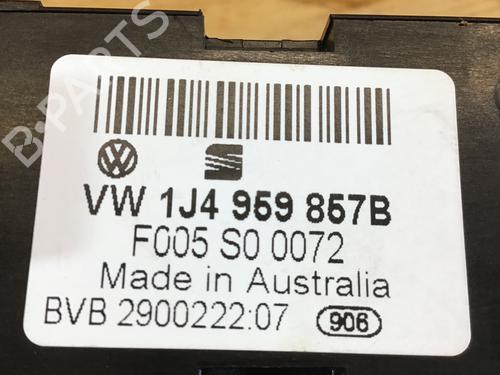 B-PARTS
VW 1J4 959 857B
F005 S0 0072
Made in Australia
BVB 2900222:07 906